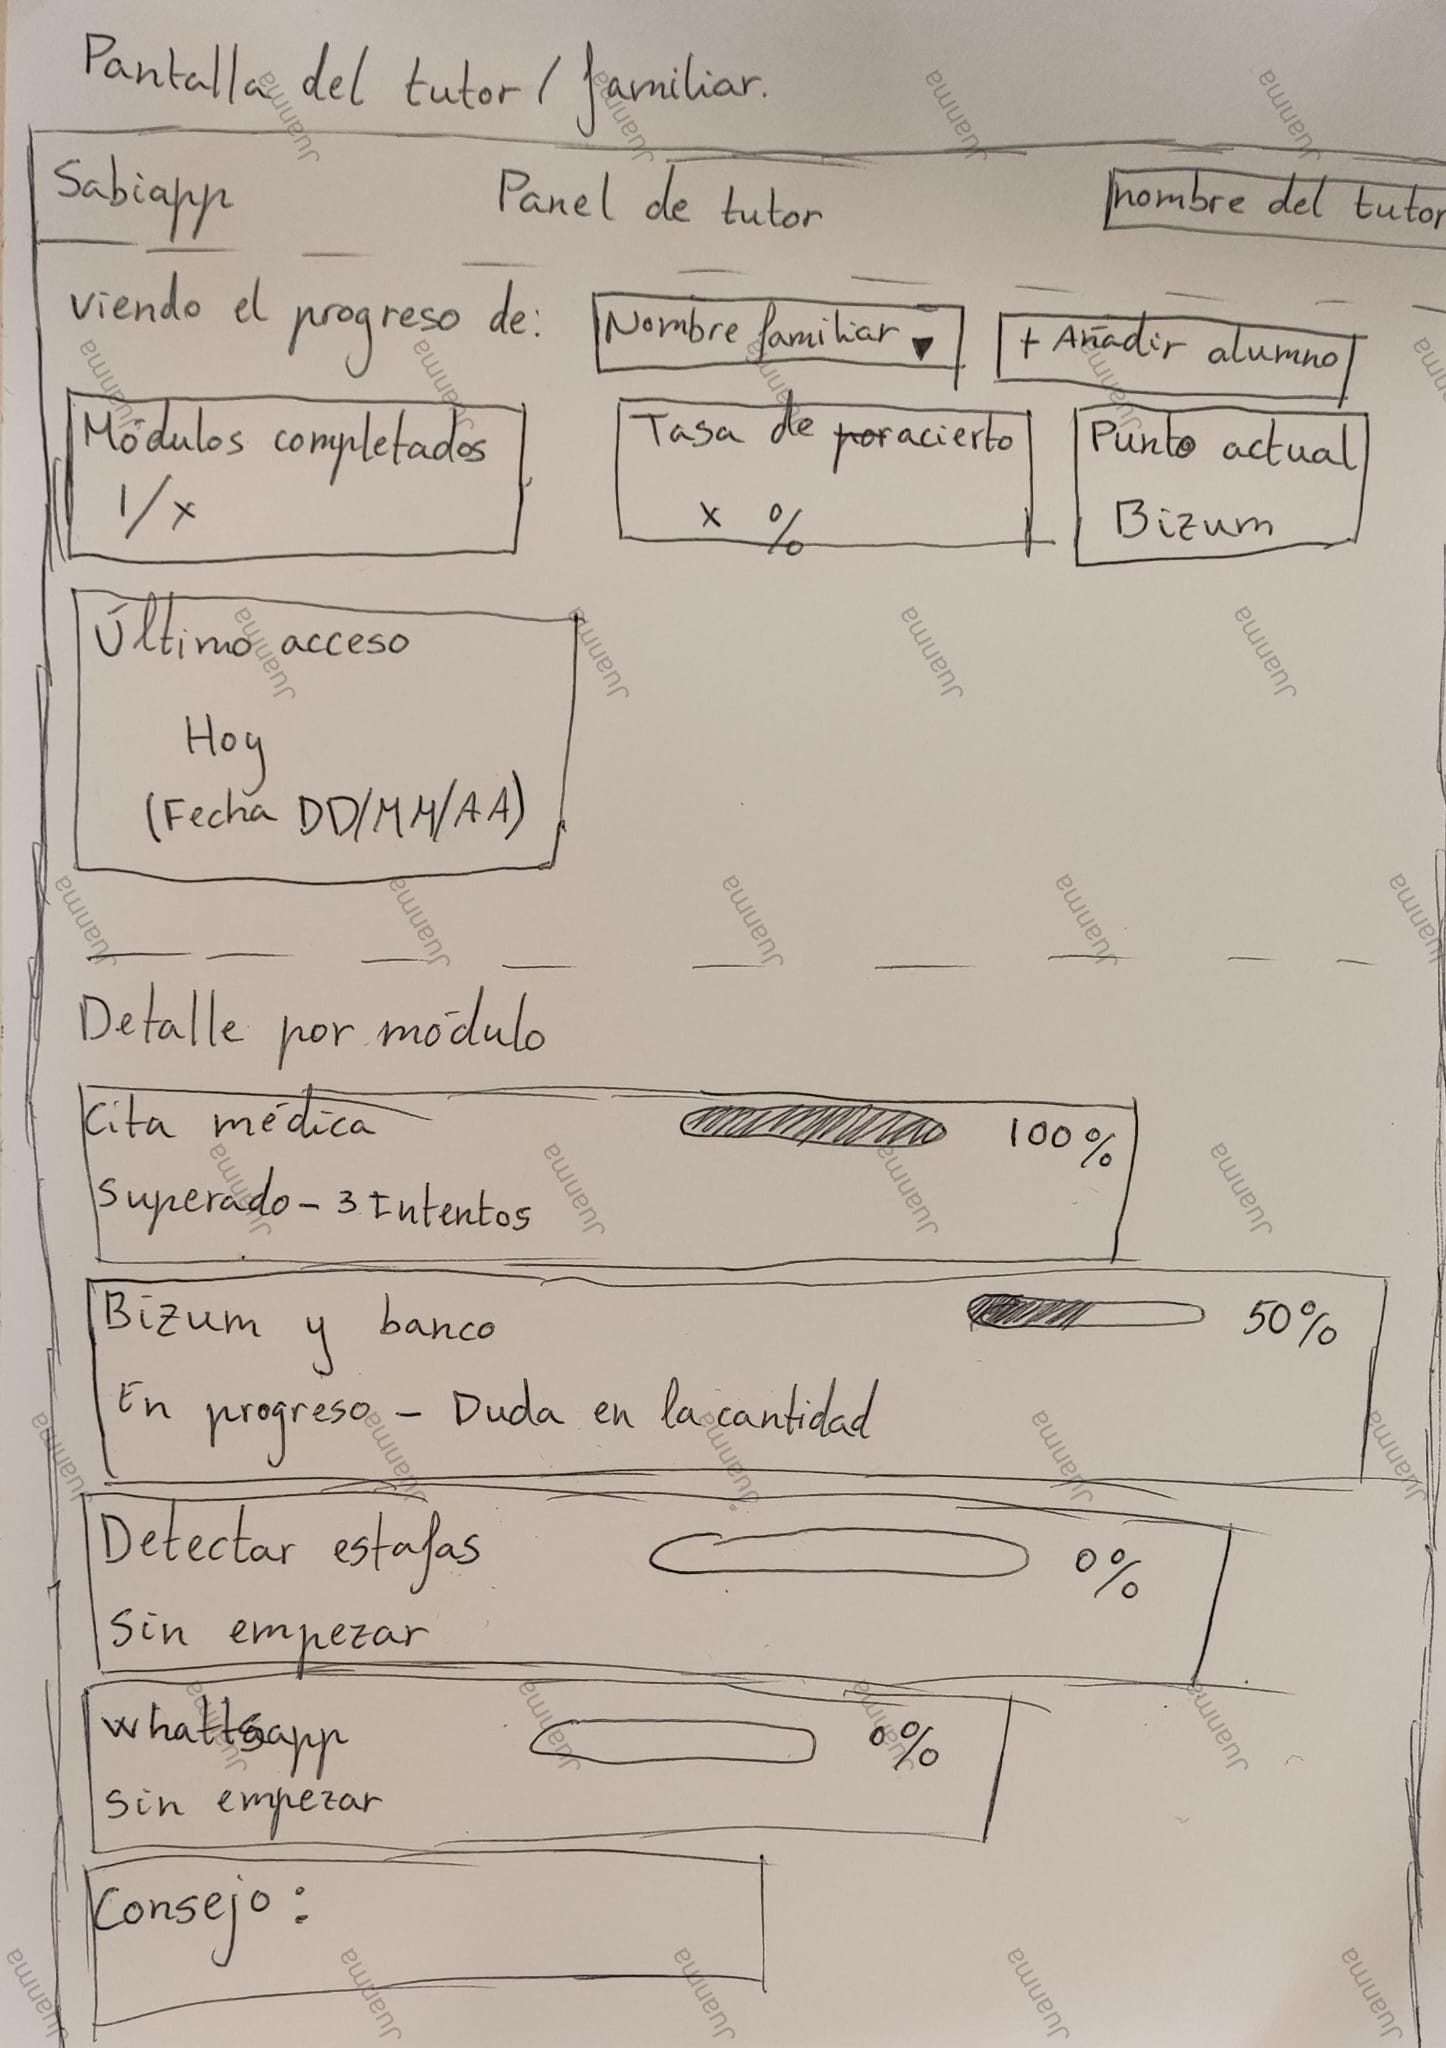 Pantalla del tutor / familiar.
Sabiapp Panel de tutor nombre del tutor
viendo el progreso de: Nombre familiar ▼ + Añadir alumno
Módulos completados Tasa de acierto Punto actual
1/x x % Bizum
Último acceso
Hoy
(Fecha DD/MM/AA)
Detalle por módulo
Cita médica 100%
Superado - 3 Intentos
Bizum y banco 50%
En progreso - Duda en la cantidad
Detectar estafas 0%
Sin empezar
whattsapp 0%
Sin empezar
Consejo:
Juanma